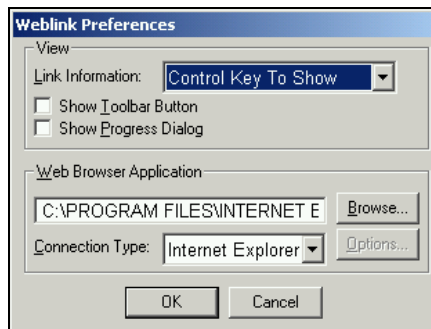 Weblink Preferences
View
Link Information: Control Key To Show
Show Toolbar Button
Show Progress Dialog
Web Browser Application
C:\PROGRAM FILES\INTERNET E
Browse...
Connection Type: Internet Explorer
Options...
OK Cancel